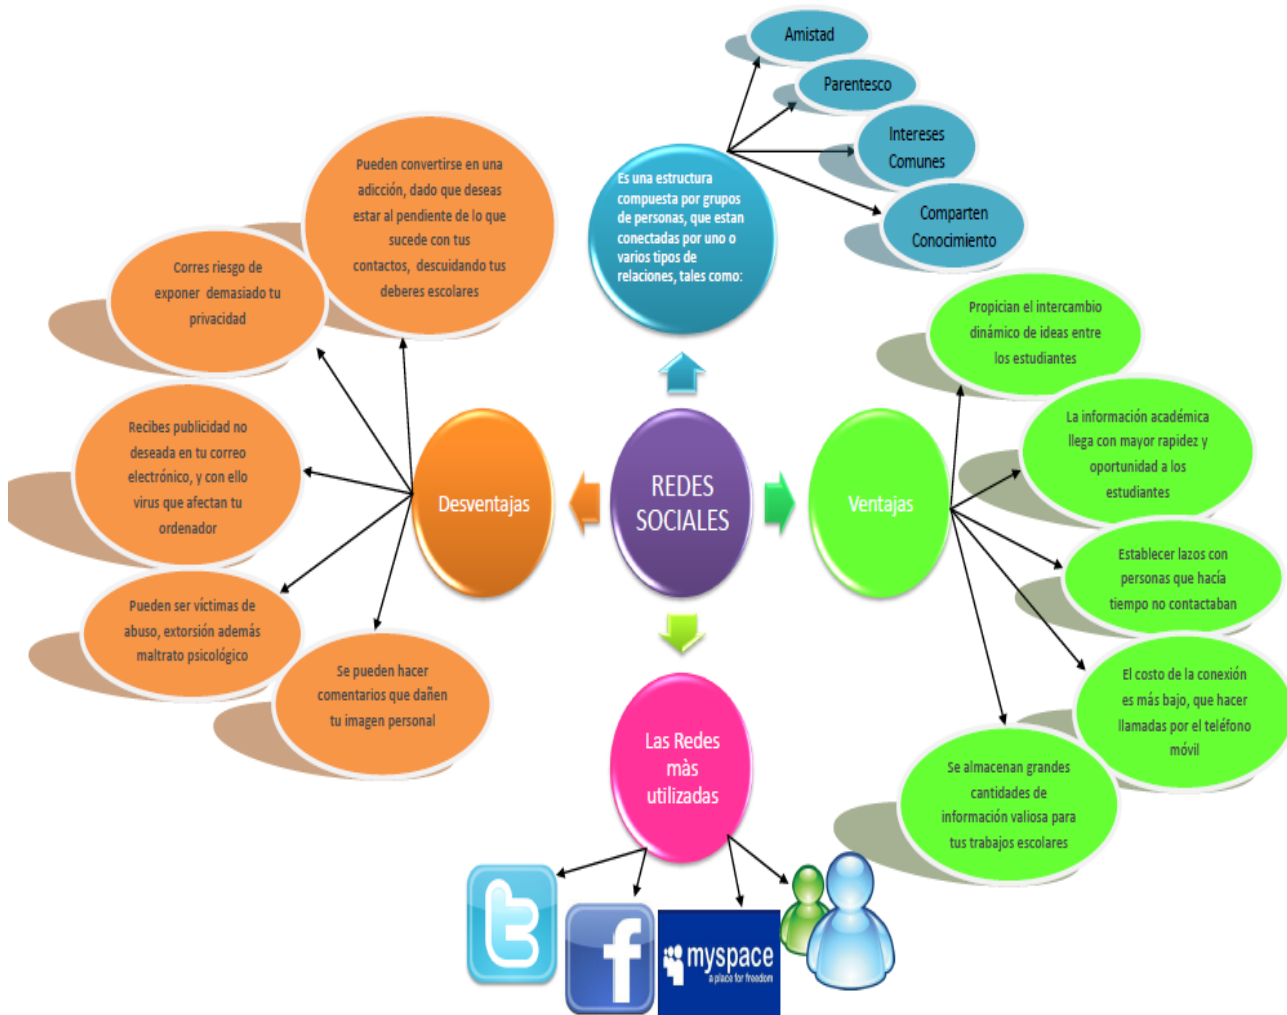 Amistad
Parentesco
Intereses
Comunes
Comparten
Conocimiento
Es una estructura
compuesta por grupos
de personas, que estan
conectadas por uno o
varios tipos de
relaciones, tales como:
Pueden convertirse en una
adicción, dado que deseas
estar al pendiente de lo que
sucede con tus
contactos, descuidando tus
deberes escolares
Corres riesgo de
exponer demasiado tu
privacidad
Recibes publicidad no
deseada en tu correo
electrónico, y con ello
virus que afectan tu
ordenador
Pueden ser víctimas de
abuso, extorsión además
maltrato psicológico
Se pueden hacer
comentarios que dañen
tu imagen personal
Desventajas
REDES
SOCIALES
Ventajas
Propician el intercambio
dinámico de ideas entre
los estudiantes
La información académica
llega con mayor rapidez y
oportunidad a los
estudiantes
Establecer lazos con
personas que hacía
tiempo no contactaban
El costo de la conexión
es más bajo, que hacer
llamadas por el teléfono
móvil
Se almacenan grandes
cantidades de
información valiosa para
tus trabajos escolares
Las Redes
màs
utilizadas
t
f
myspace
a place for freedom